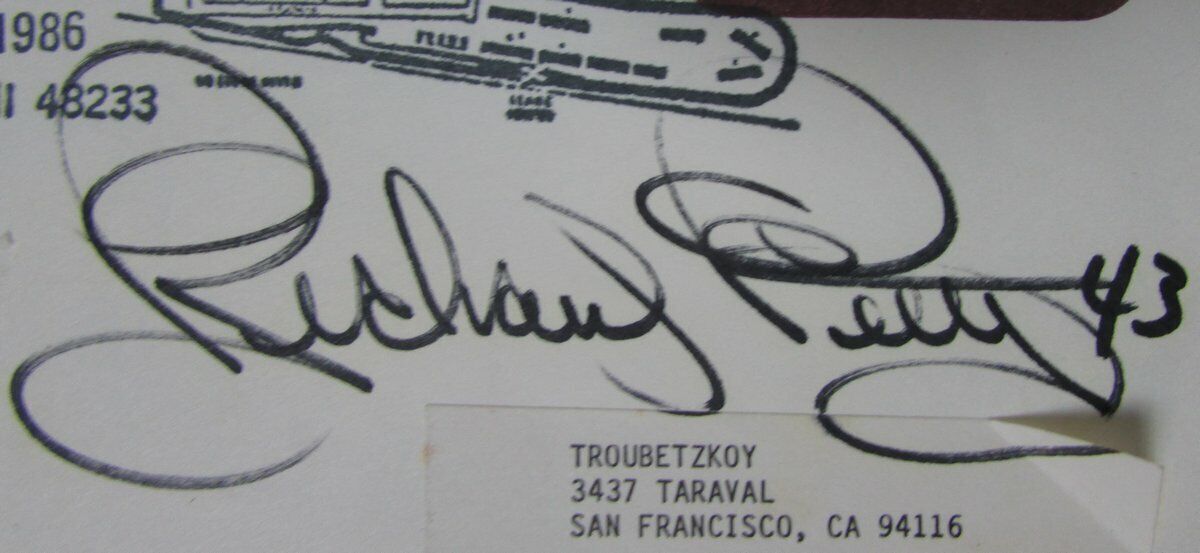 1986
48233
Richard Petty 43
TROUBETZKOY
3437 TARAVAL
SAN FRANCISCO, CA 94116